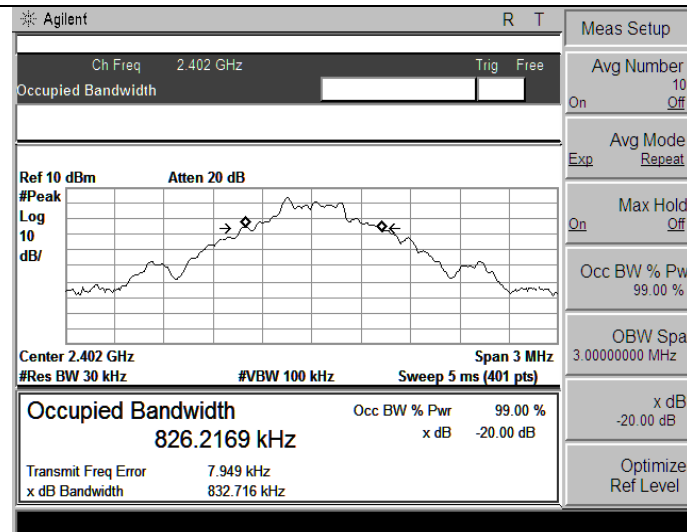 Agilent R T
Ch Freq 2.402 GHz Trig Free
Occupied Bandwidth
Ref 10 dBm Atten 20 dB
#Peak
Log
10
dB/
Center 2.402 GHz Span 3 MHz
#Res BW 30 kHz #VBW 100 kHz Sweep 5 ms (401 pts)
Occupied Bandwidth Occ BW % Pwr 99.00 %
826.2169 kHz x dB -20.00 dB
Transmit Freq Error 7.949 kHz
x dB Bandwidth 832.716 kHz
Meas Setup
Avg Number
10
On Off
Avg Mode
Exp Repeat
Max Hold
On Off
Occ BW % Pw
99.00 %
OBW Spa
3.00000000 MHz
x dB
-20.00 dB
Optimize
Ref Level